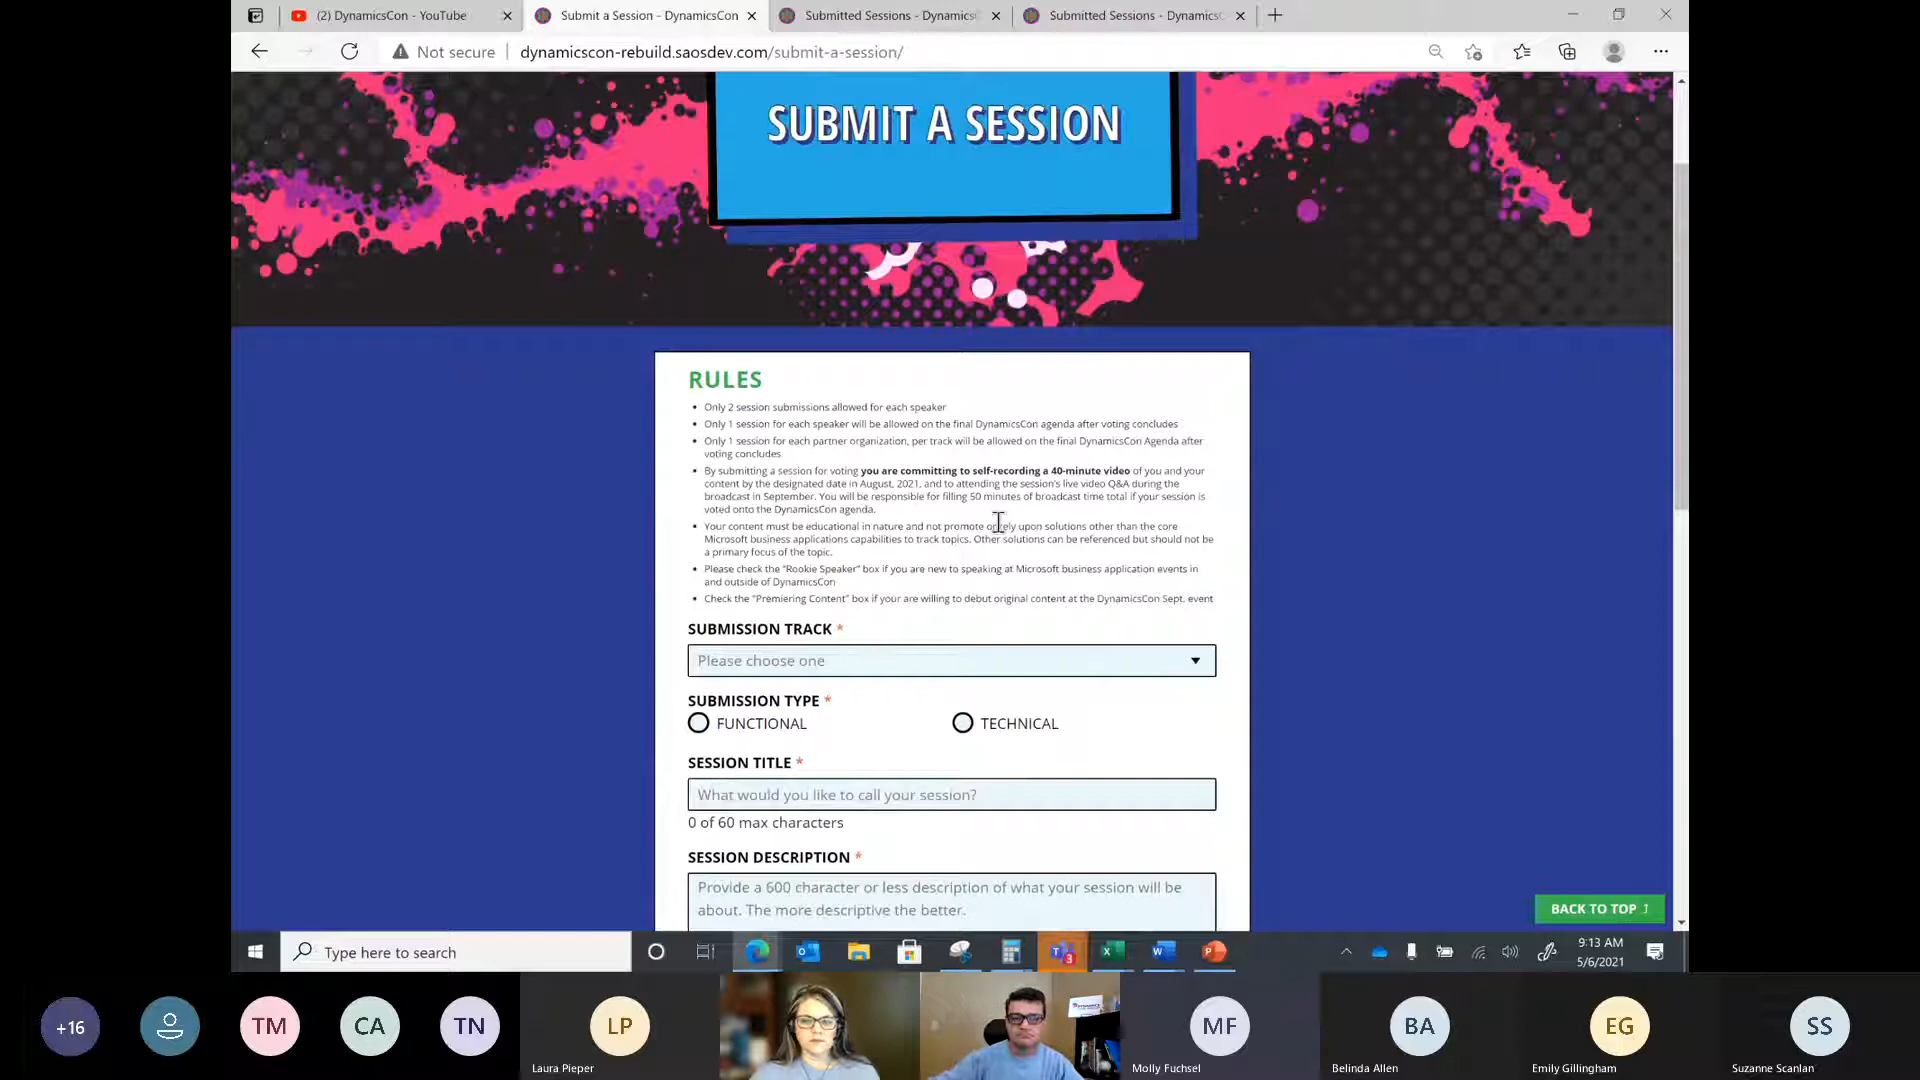 (2) DynamicsCon - YouTube
Submit a Session - DynamicsCon
Submitted Sessions - Dynamics
Submitted Sessions - Dynamics
Not secure
dynamicscon-rebuild.saosdev.com/submit-a-session/
SUBMIT A SESSION
RULES
• Only 2 session submissions allowed for each speaker
• Only 1 session for each speaker will be allowed on the final DynamicsCon agenda after voting concludes
• Only 1 session for each partner organization, per track will be allowed on the final DynamicsCon Agenda after
voting concludes
• By submitting a session for voting you are committing to self-recording a 40-minute video of you and your
content by the designated date in August, 2021, and to attending the session's live video Q&A during the
broadcast in September. You will be responsible for filling 50 minutes of broadcast time total if your session is
voted onto the DynamicsCon agenda.
• Your content must be educational in nature and not promote or rely upon solutions other than the core
Microsoft business applications capabilities to track topics. Other solutions can be referenced but should not be
a primary focus of the topic.
• Please check the "Rookie Speaker" box if you are new to speaking at Microsoft business application events in
and outside of DynamicsCon
• Check the "Premiering Content" box if your are willing to debut original content at the DynamicsCon Sept. event
SUBMISSION TRACK *
Please choose one
SUBMISSION TYPE *
FUNCTIONAL
TECHNICAL
SESSION TITLE *
What would you like to call your session?
0 of 60 max characters
SESSION DESCRIPTION *
Provide a 600 character or less description of what your session will be
about. The more descriptive the better.
BACK TO TOP
Type here to search
3
9:13 AM
5/6/2021
+16
TM
CA
TN
LP
Laura Pieper
MF
Molly Fuchsel
BA
Belinda Allen
EG
Emily Gillingham
SS
Suzanne Scanlan